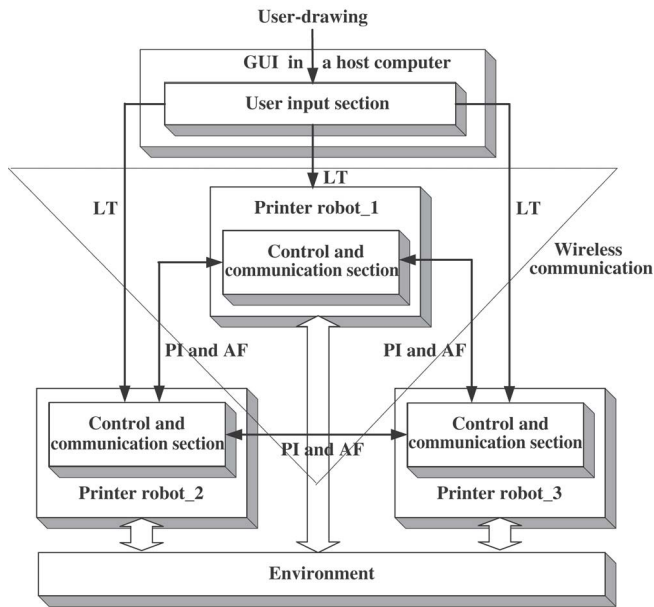 User-drawing
GUI in a host computer
User input section
LT
LT
LT
Printer robot_1
Control and
communication section
Wireless
communication
PI and AF
PI and AF
Control and
communication section
PI and AF
Control and
communication section
Printer robot_2
Printer robot_3
Environment